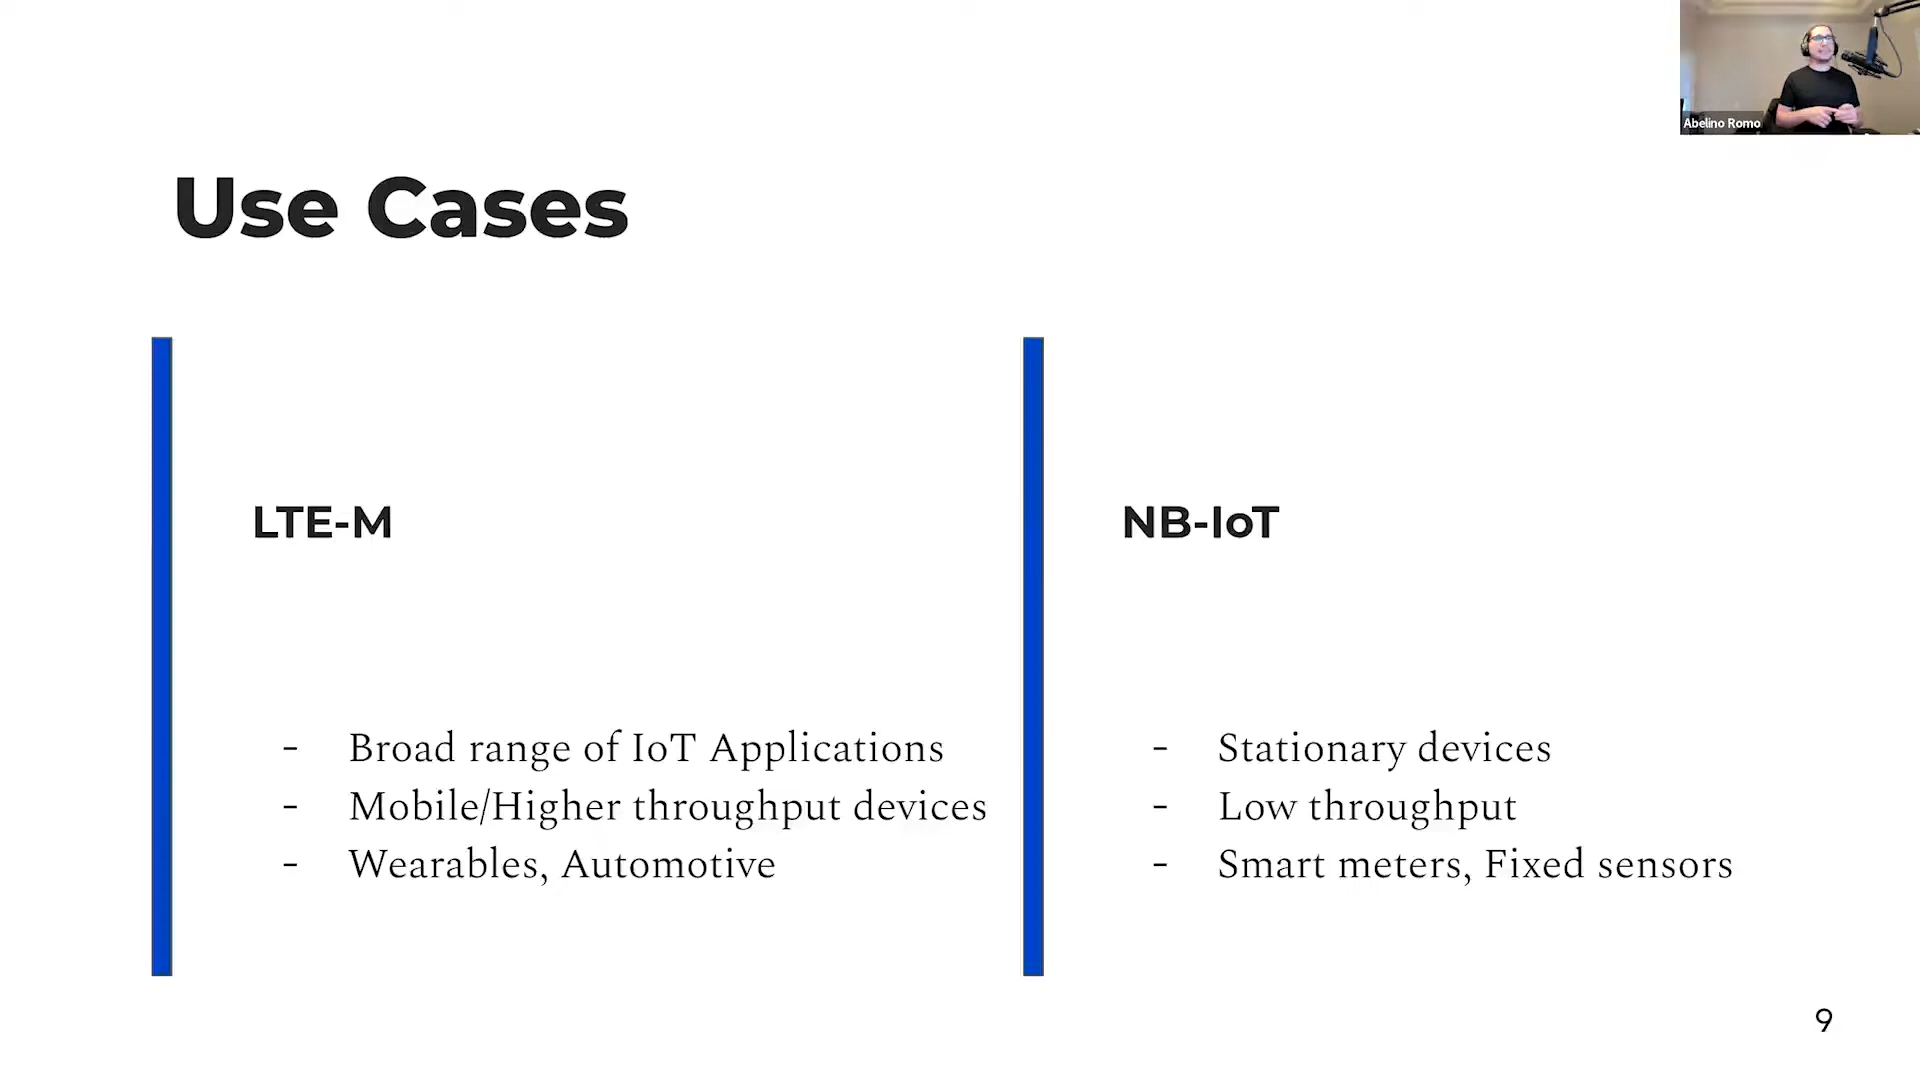 Abelino Romo
Use Cases
LTE-M
- Broad range of IoT Applications
- Mobile/Higher throughput devices
- Wearables, Automotive
NB-IoT
- Stationary devices
- Low throughput
- Smart meters, Fixed sensors
9